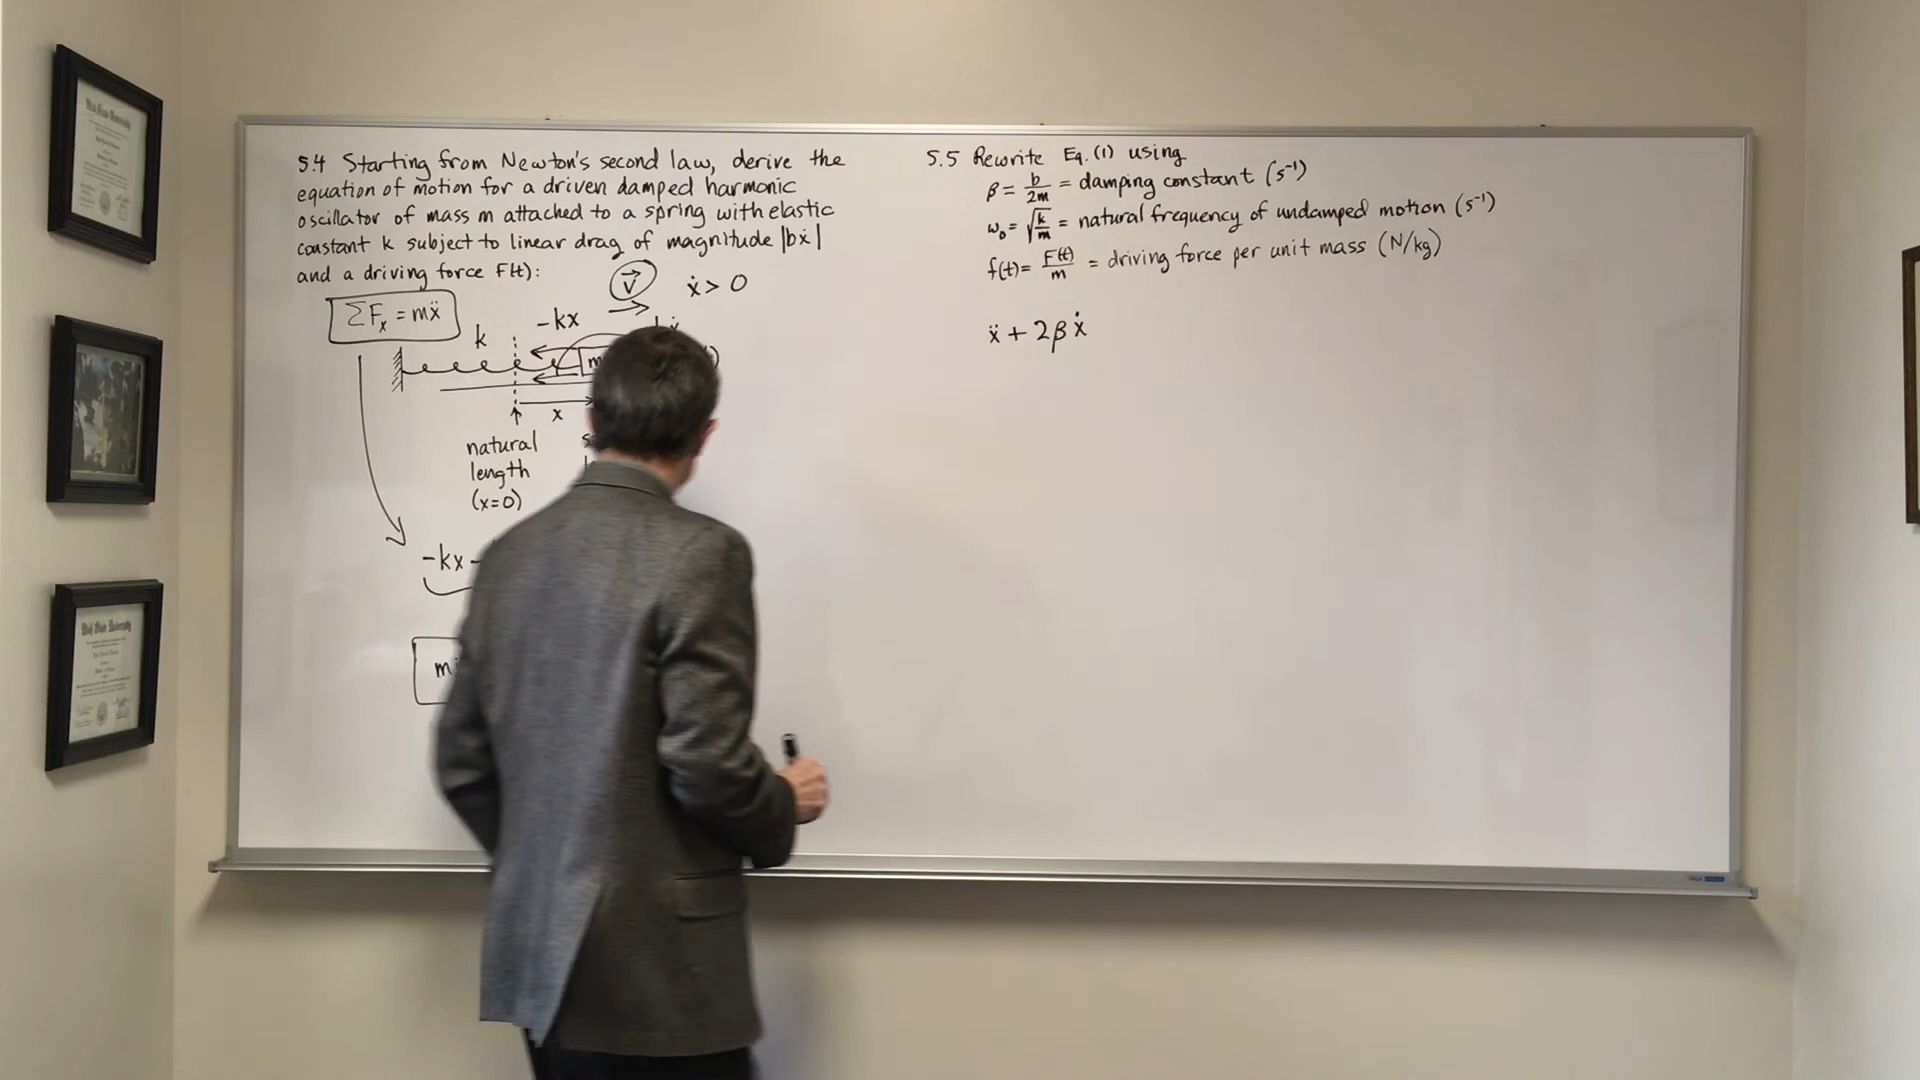 5.4 Starting from Newton's second law, derive the
equation of motion for a driven damped harmonic
oscillator of mass m attached to a spring with elastic
constant k subject to linear drag of magnitude |bẋ|
and a driving force F(t):
v⃗ ẋ > 0
ΣFₓ = mẍ
k -kx
m
x
natural
length
(x=0)
-kx -
m
5.5 Rewrite Eq. (1) using
β = b/2m = damping constant (s⁻¹)
ω₀ = √(k/m) = natural frequency of undamped motion (s⁻¹)
f(t) = F(t)/m = driving force per unit mass (N/kg)
ẍ + 2βẋ